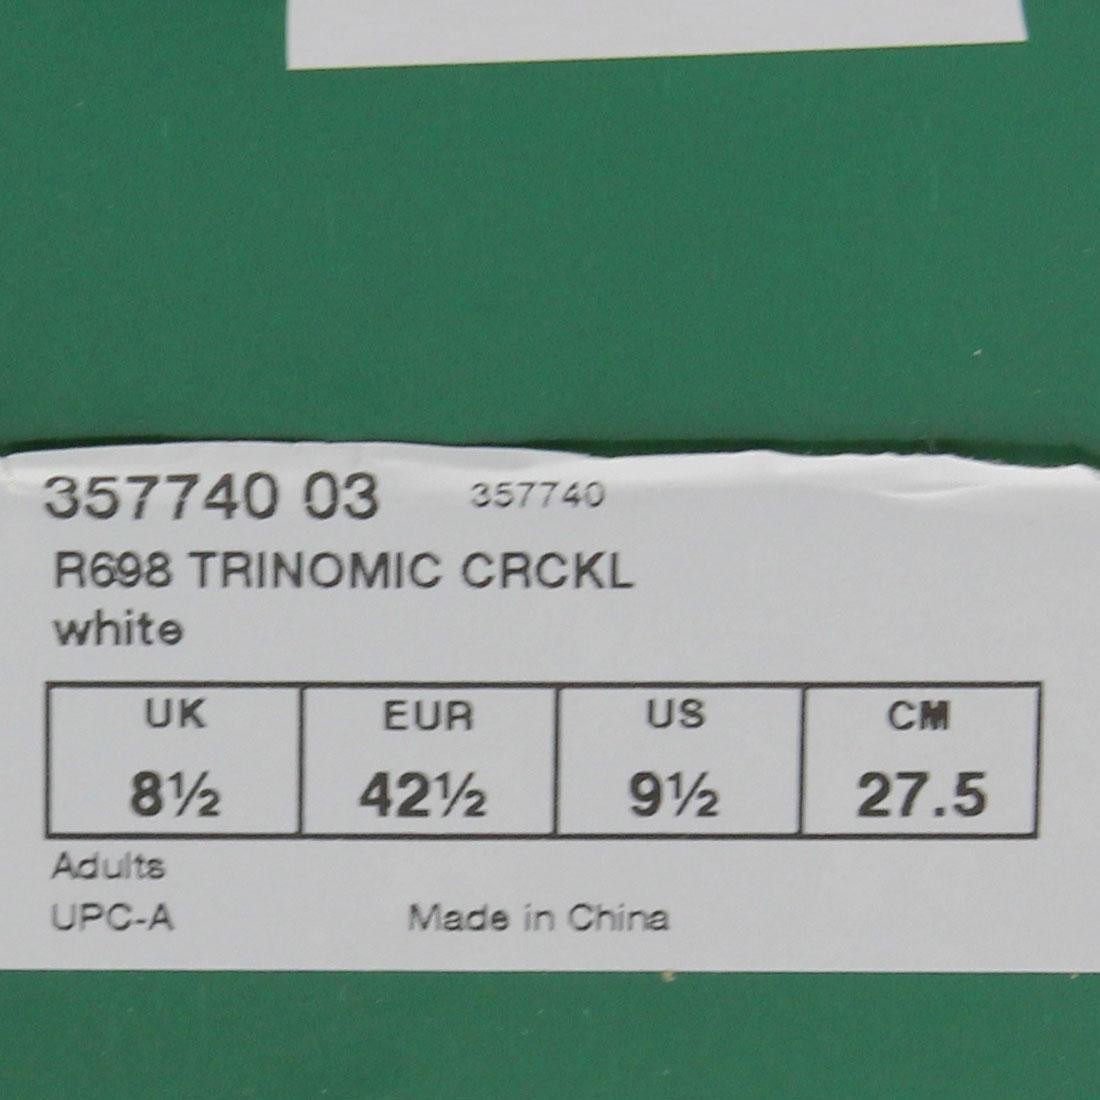 357740 03 357740
R698 TRINOMIC CRCKL
white
UK EUR US CM
8½ 42½ 9½ 27.5
Adults
UPC-A Made in China